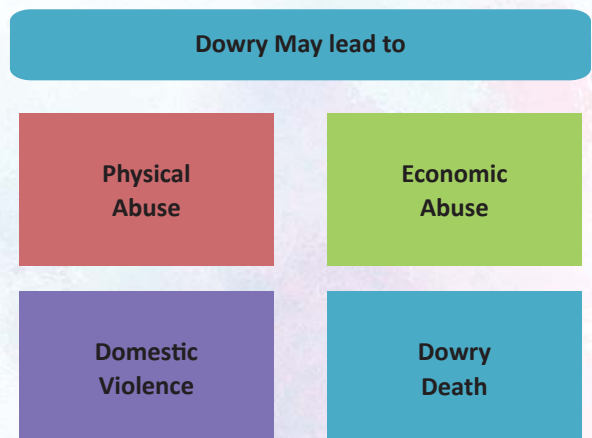 Dowry May lead to
Physical
Abuse
Economic
Abuse
Domestic
Violence
Dowry
Death